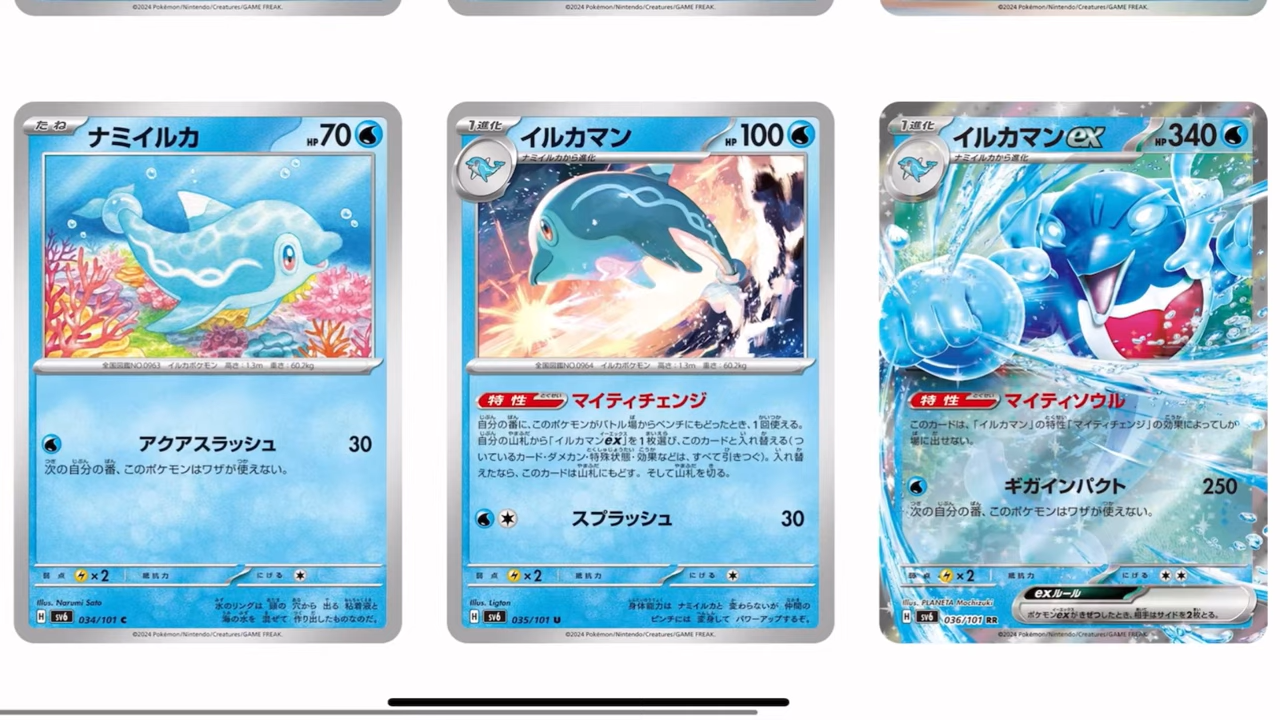 ©2024 Pokémon/Nintendo/Creatures/GAME FREAK.
©2024 Pokémon/Nintendo/Creatures/GAME FREAK.
©2024 Pokémon/Nintendo/Creatures/GAME FREAK.
たね
ナミイルカ
HP 70
全国図鑑NO.0963 イルカポケモン 高さ:1.3m 重さ:60.2kg
アクアスラッシュ 30
次の自分の番、このポケモンはワザが使えない。
弱点 ×2 抵抗力 にげる
Illus. Narumi Sato
水のリングは 頭の 穴から 出る 粘着液と
海の水を 混ぜて 作り出したものなのだ。
H sv6 034/101 C
©2024 Pokémon/Nintendo/Creatures/GAME FREAK.
1進化
イルカマン
HP 100
ナミイルカから進化
全国図鑑NO.0964 イルカポケモン 高さ:1.3m 重さ:60.2kg
特性 マイティチェンジ
自分の番に、このポケモンがバトル場からベンチにもどったとき、1回使える。
自分の山札から「イルカマンex」を1枚選び、このカードと入れ替える(つ
いているカード・ダメカン・特殊状態・効果などは、すべて引きつぐ)。入れ替
えたなら、このカードは山札にもどす。そして山札を切る。
スプラッシュ 30
弱点 ×2 抵抗力 にげる
Illus. Ligton
身体能力は ナミイルカと 変わらないが 仲間の
ピンチには 変身して パワーアップするぞ。
H sv6 035/101 U
©2024 Pokémon/Nintendo/Creatures/GAME FREAK.
1進化
イルカマンex
HP 340
ナミイルカから進化
特性 マイティソウル
このカードは、「イルカマン」の特性「マイティチェンジ」の効果によってしか
場に出せない。
ギガインパクト 250
次の自分の番、このポケモンはワザが使えない。
弱点 ×2 抵抗力 にげる
Illus. PLANETA Mochizuki
exルール
ポケモンexがきぜつしたとき、相手はサイドを2枚とる。
H sv6 036/101 RR
©2024 Pokémon/Nintendo/Creatures/GAME FREAK.